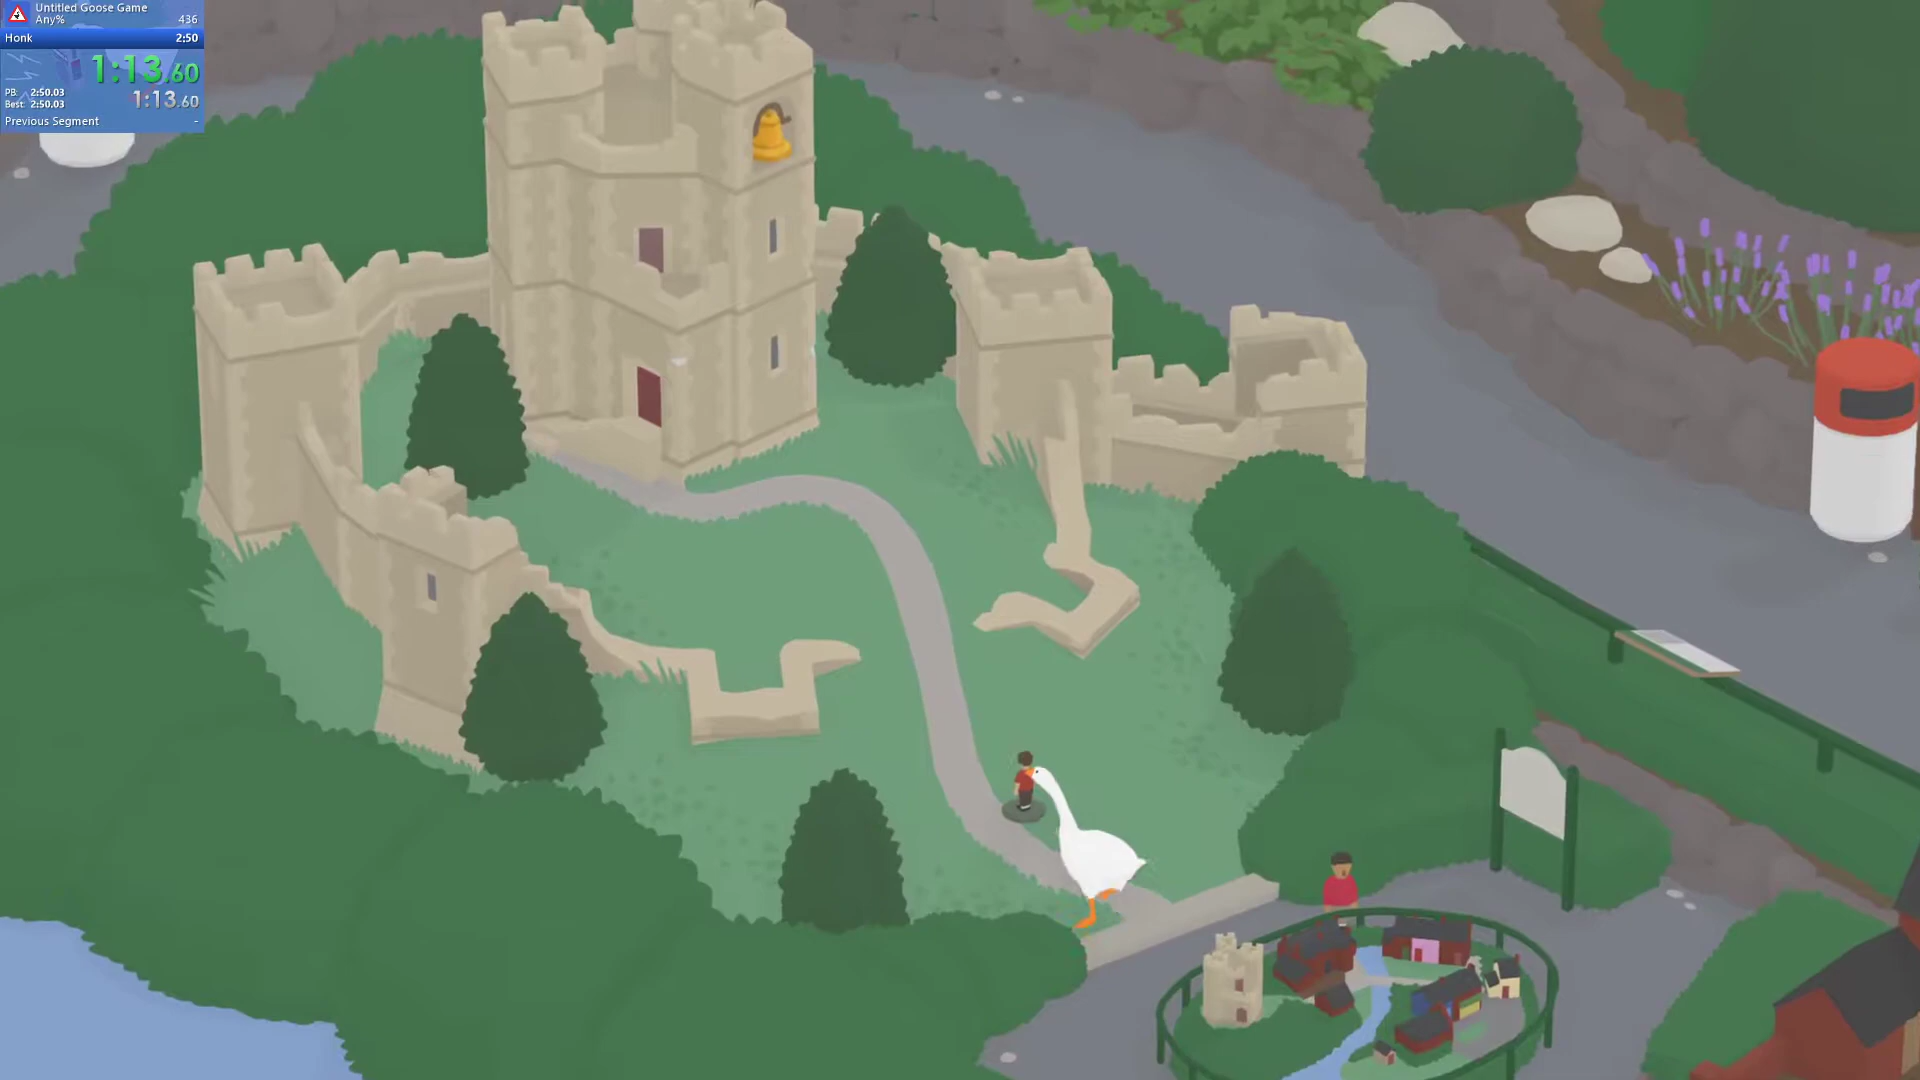 Untitled Goose Game
Any% 436
Honk 2:50
1:13.60
PB: 2:50.03
Best: 2:50.03 1:13.60
Previous Segment -